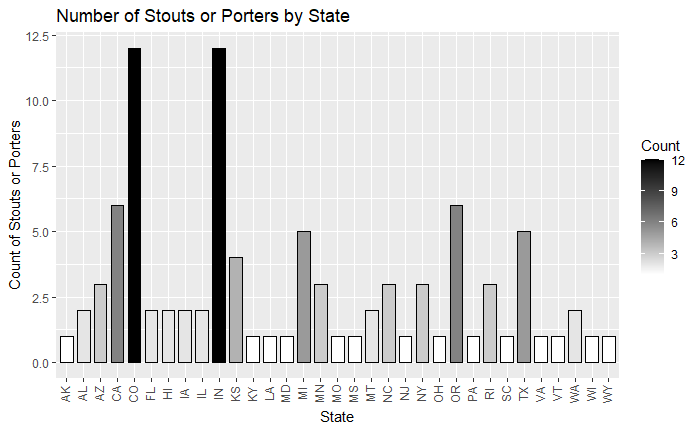 Number of Stouts or Porters by State
Count of Stouts or Porters
12.5
10.0
7.5
5.0
2.5
0.0
AK AL AZ CA CO FL HI IA IL IN KS KY LA MD MI MN MO MS MT NC NJ NY OH OR PA RI SC TX VA VT WA WI WY
State
Count
12
9
6
3